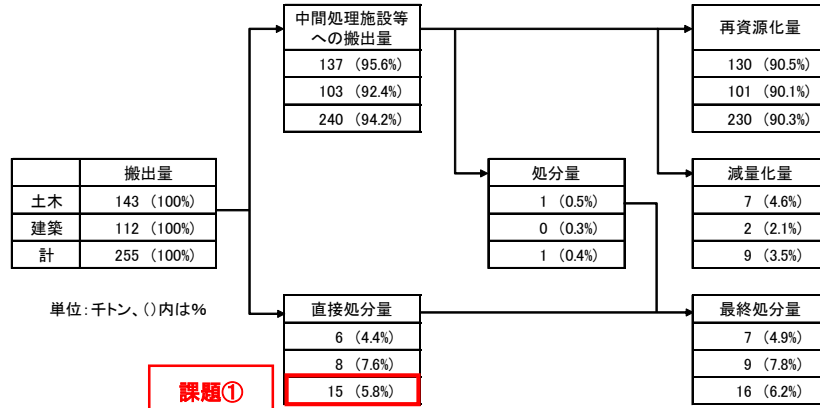 中間処理施設等
への搬出量
137 (95.6%)
103 (92.4%)
240 (94.2%)
再資源化量
130 (90.5%)
101 (90.1%)
230 (90.3%)
搬出量
土木 143 (100%)
建築 112 (100%)
計 255 (100%)
処分量
1 (0.5%)
0 (0.3%)
1 (0.4%)
減量化量
7 (4.6%)
2 (2.1%)
9 (3.5%)
単位:千トン、()内は%
直接処分量
6 (4.4%)
8 (7.6%)
15 (5.8%)
最終処分量
7 (4.9%)
9 (7.8%)
16 (6.2%)
課題①